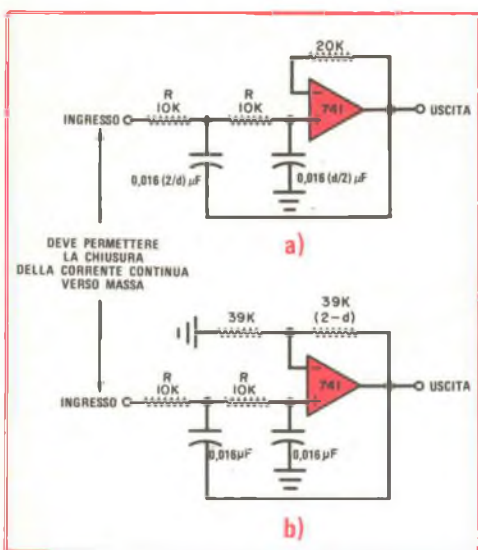 20K
R
10K
R
10K
741
INGRESSO
USCITA
0,016 (2/d) µF
0,016 (d/2) µF
a)
DEVE PERMETTERE
LA CHIUSURA
DELLA CORRENTE CONTINUA
VERSO MASSA
39K
39K
(2-d)
R
10K
R
10K
741
INGRESSO
USCITA
0,016µF
0,016µF
b)